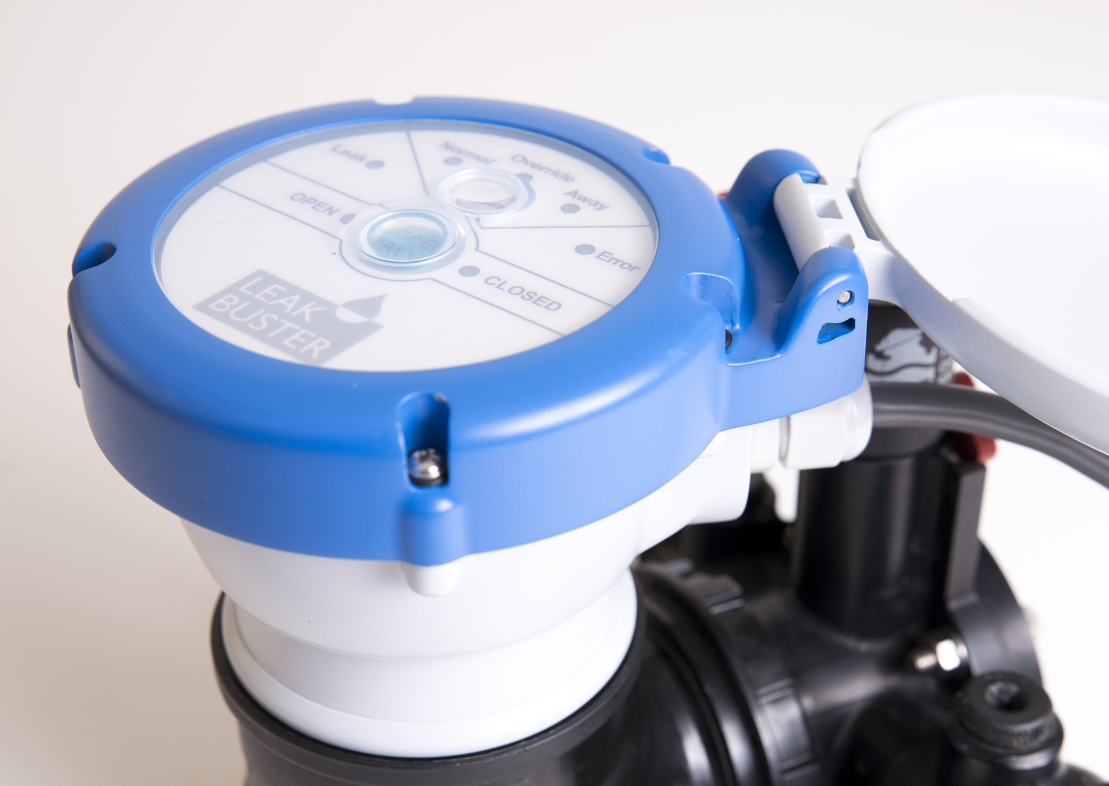 Leak
Normal
Override
Away
OPEN
Error
CLOSED
LEAK
BUSTER